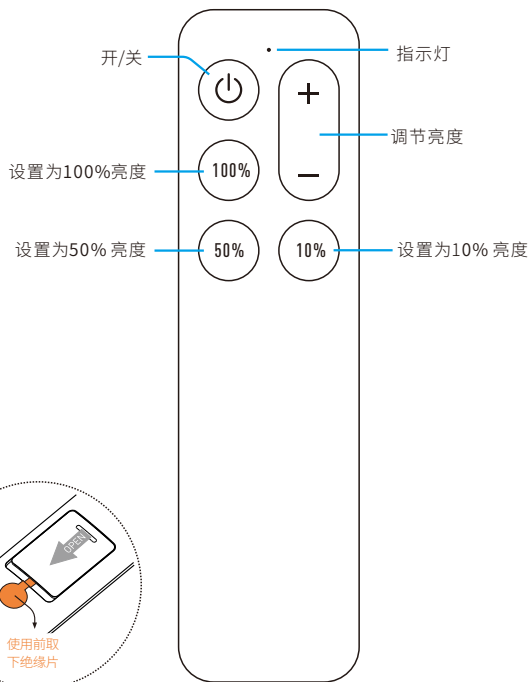 开/关
指示灯
+
调节亮度
−
设置为100%亮度
100%
设置为50% 亮度
50%
10%
设置为10% 亮度
OPEN
使用前取
下绝缘片